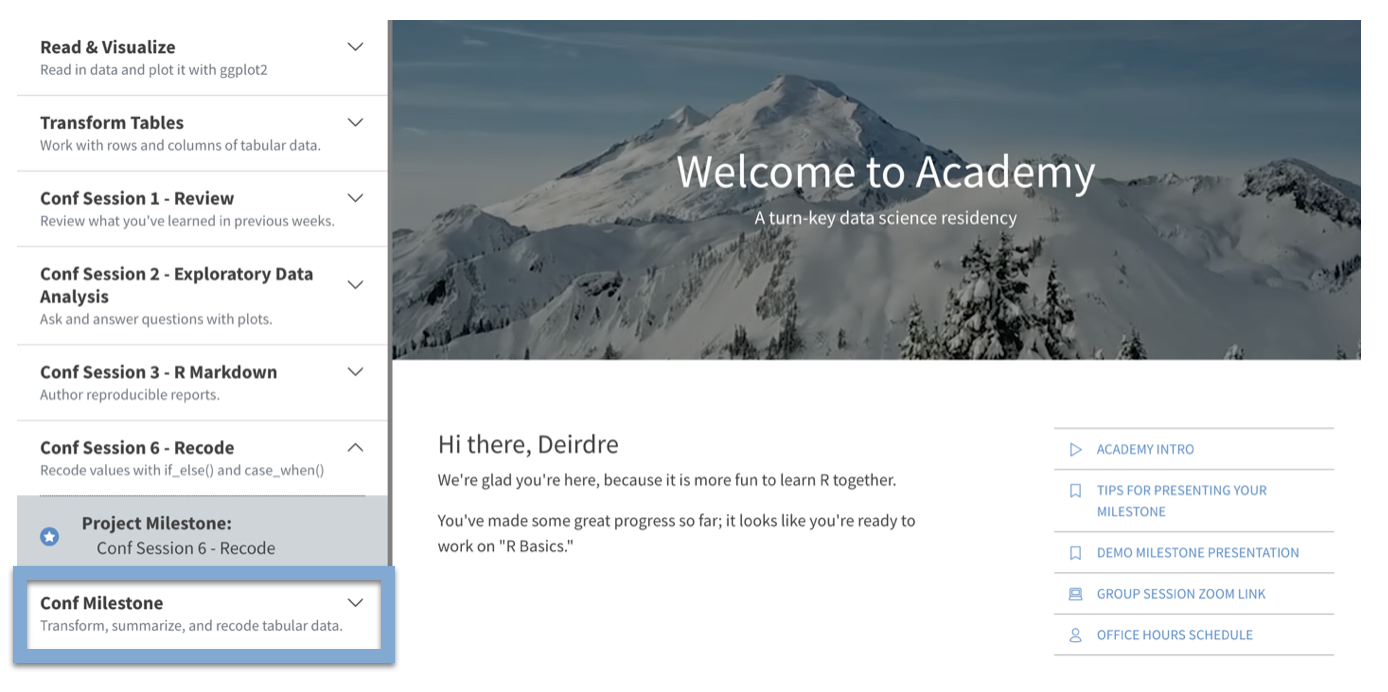 Read & Visualize
Read in data and plot it with ggplot2
Transform Tables
Work with rows and columns of tabular data.
Conf Session 1 - Review
Review what you've learned in previous weeks.
Conf Session 2 - Exploratory Data
Analysis
Ask and answer questions with plots.
Conf Session 3 - R Markdown
Author reproducible reports.
Conf Session 6 - Recode
Recode values with if_else() and case_when()
Project Milestone:
Conf Session 6 - Recode
Conf Milestone
Transform, summarize, and recode tabular data.
Welcome to Academy
A turn-key data science residency
Hi there, Deirdre
We're glad you're here, because it is more fun to learn R together.
You've made some great progress so far; it looks like you're ready to
work on "R Basics."
ACADEMY INTRO
TIPS FOR PRESENTING YOUR
MILESTONE
DEMO MILESTONE PRESENTATION
GROUP SESSION ZOOM LINK
OFFICE HOURS SCHEDULE